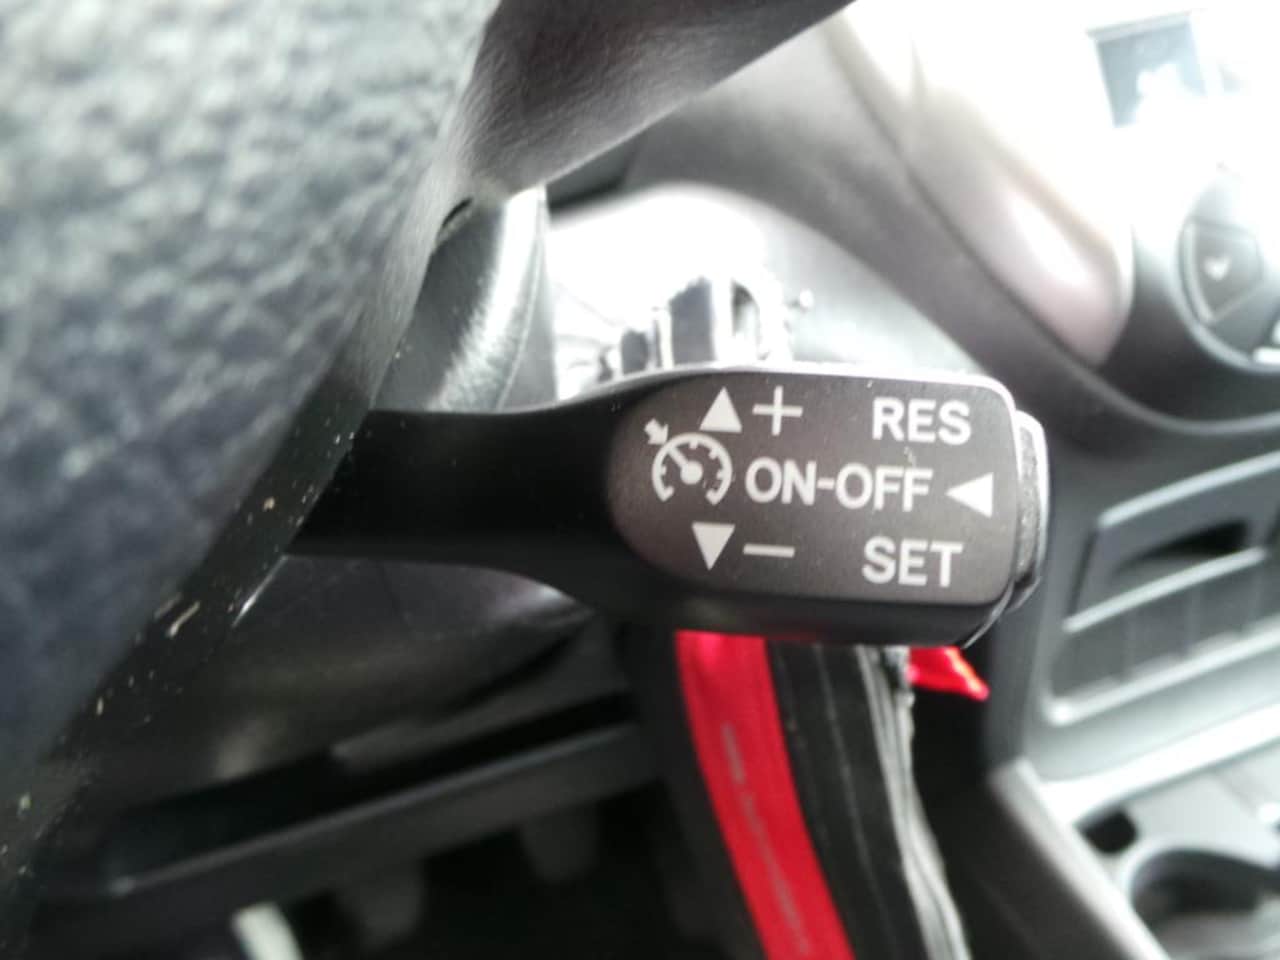 + RES
ON-OFF
— SET